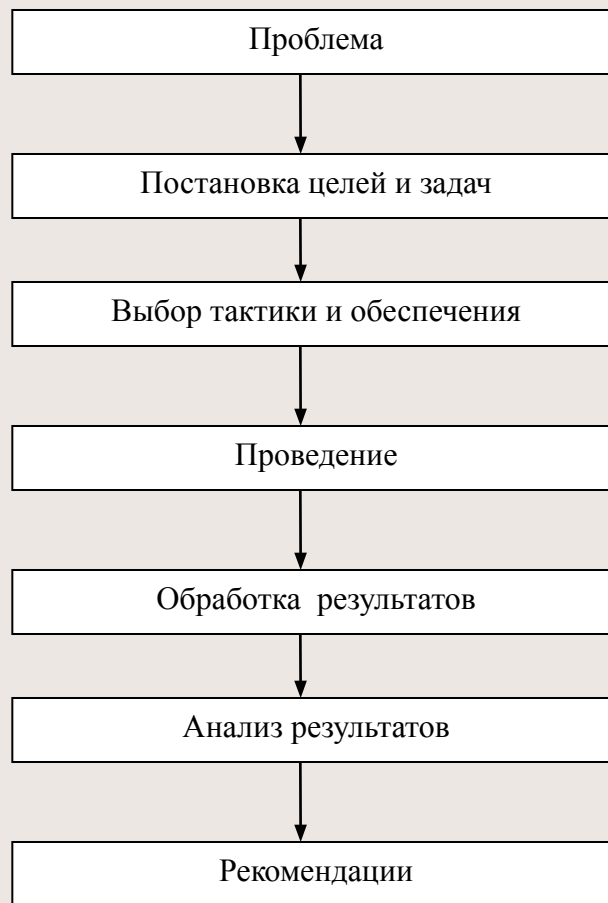 Проблема
Постановка целей и задач
Выбор тактики и обеспечения
Проведение
Обработка результатов
Анализ результатов
Рекомендации